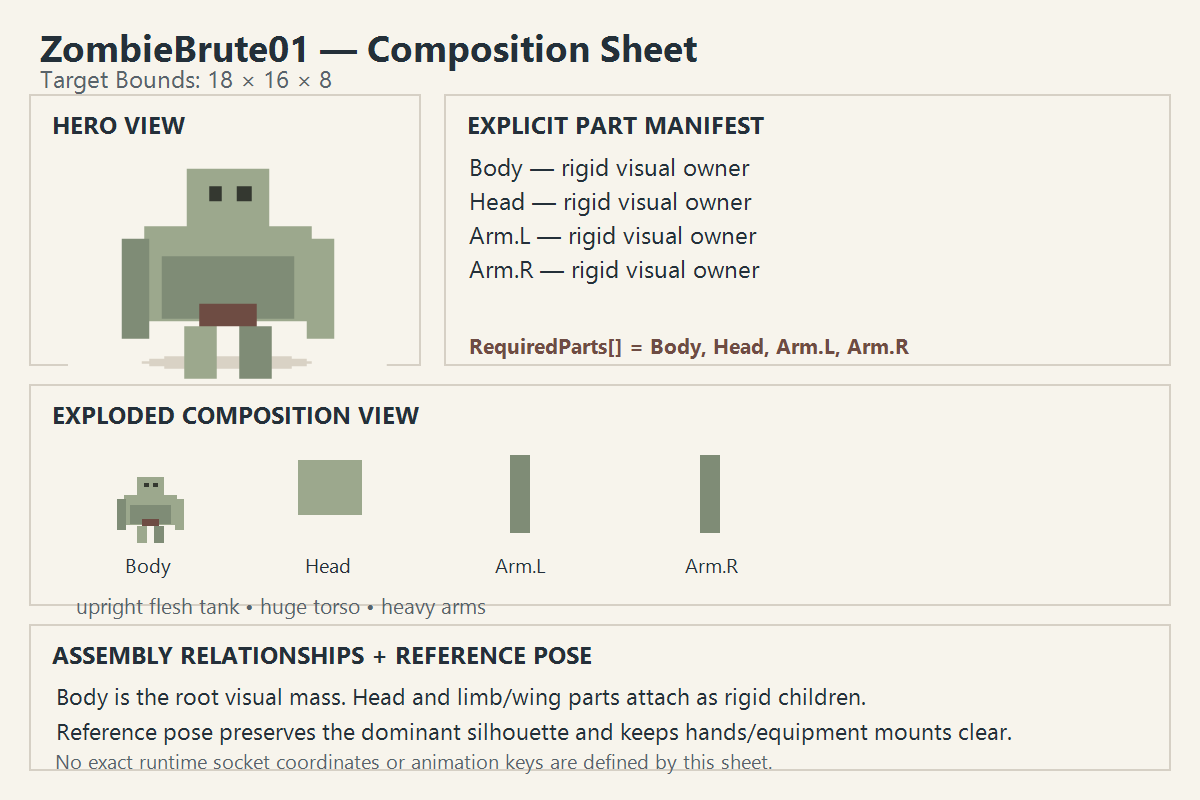 ZombieBrute01 — Composition Sheet
Target Bounds: 18 × 16 × 8
HERO VIEW
EXPLICIT PART MANIFEST
Body — rigid visual owner
Head — rigid visual owner
Arm.L — rigid visual owner
Arm.R — rigid visual owner
RequiredParts[] = Body, Head, Arm.L, Arm.R
EXPLODED COMPOSITION VIEW
Body
Head
Arm.L
Arm.R
upright flesh tank • huge torso • heavy arms
ASSEMBLY RELATIONSHIPS + REFERENCE POSE
Body is the root visual mass. Head and limb/wing parts attach as rigid children.
Reference pose preserves the dominant silhouette and keeps hands/equipment mounts clear.
No exact runtime socket coordinates or animation keys are defined by this sheet.